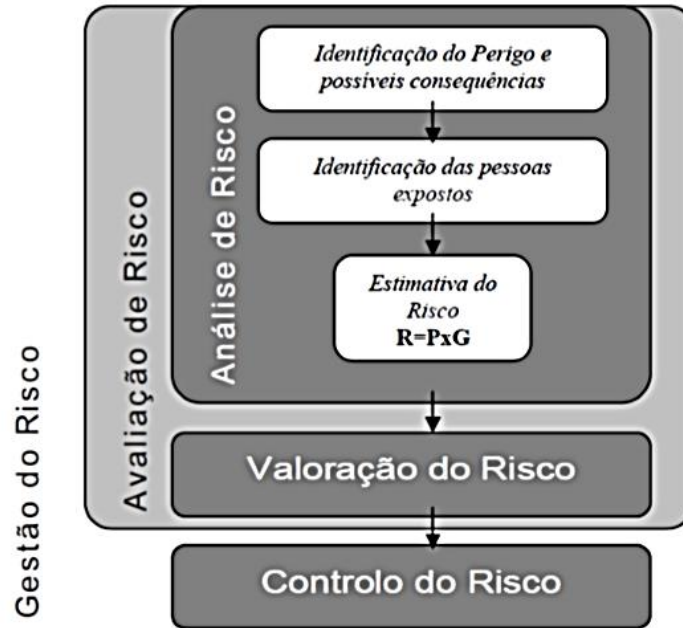 Identificação do Perigo e
possíveis consequências
Identificação das pessoas
expostos
Estimativa do
Risco
R=PxG
Análise de Risco
Avaliação de Risco
Gestão do Risco
Valoração do Risco
Controlo do Risco